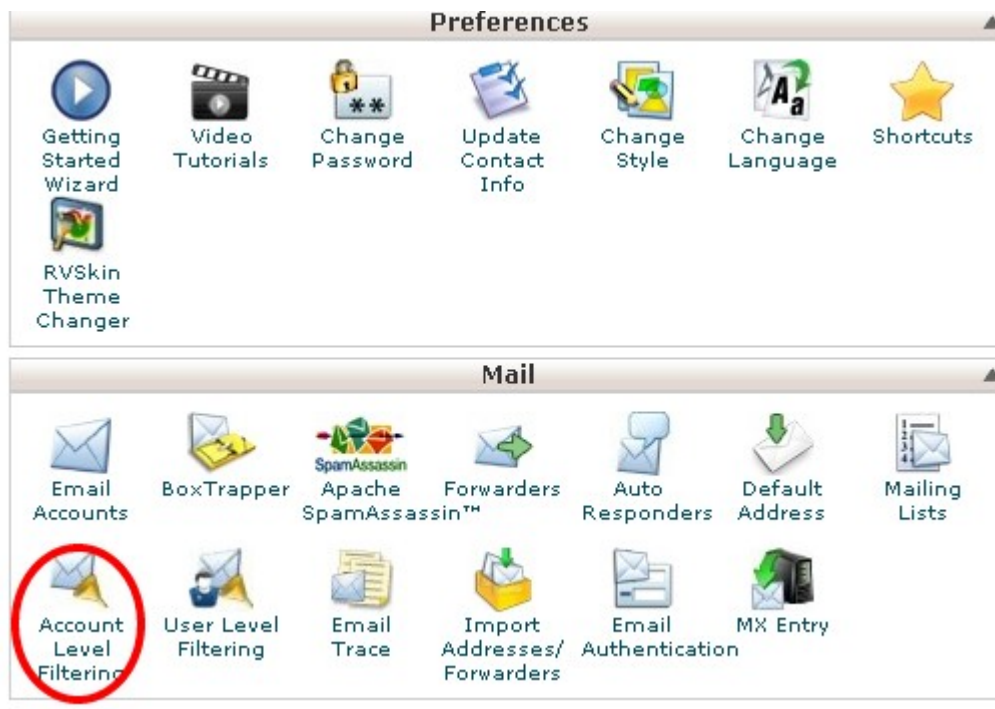 Preferences
Getting Started Wizard
Video Tutorials
**
Change Password
Update Contact Info
Change Style
A a
Change Language
Shortcuts
RVSkin Theme Changer
Mail
Email Accounts
BoxTrapper
SpamAssassin
Apache SpamAssassin™
Forwarders
Auto Responders
Default Address
Mailing Lists
Account Level Filtering
User Level Filtering
Email Trace
Import Addresses/ Forwarders
Email Authentication
MX Entry